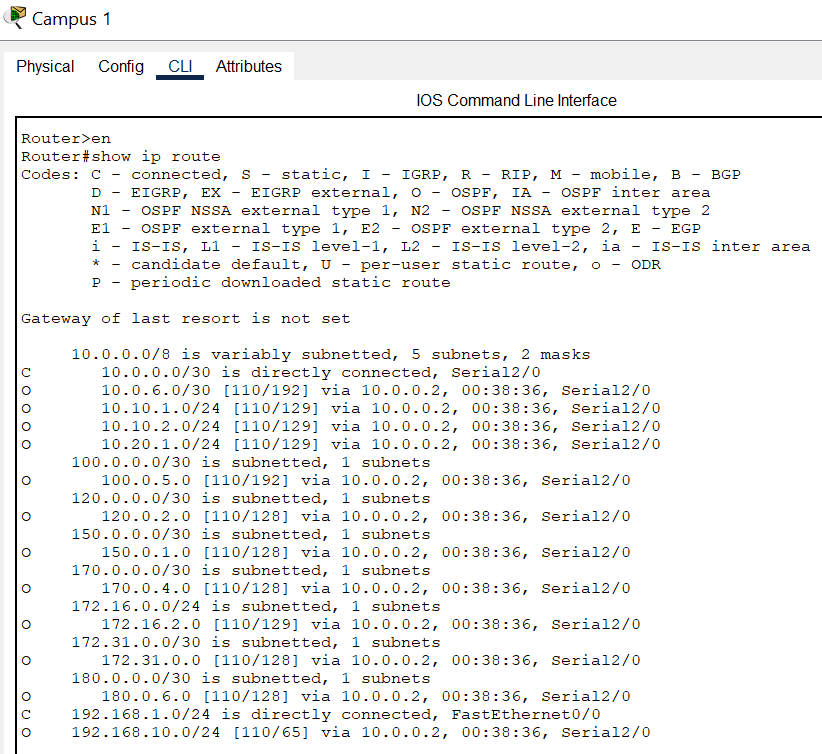 Campus 1
Physical Config CLI Attributes
IOS Command Line Interface
Router>en
Router#show ip route
Codes: C - connected, S - static, I - IGRP, R - RIP, M - mobile, B - BGP
D - EIGRP, EX - EIGRP external, O - OSPF, IA - OSPF inter area
N1 - OSPF NSSA external type 1, N2 - OSPF NSSA external type 2
E1 - OSPF external type 1, E2 - OSPF external type 2, E - EGP
i - IS-IS, L1 - IS-IS level-1, L2 - IS-IS level-2, ia - IS-IS inter area
* - candidate default, U - per-user static route, o - ODR
P - periodic downloaded static route
Gateway of last resort is not set
10.0.0.0/8 is variably subnetted, 5 subnets, 2 masks
C 10.0.0.0/30 is directly connected, Serial2/0
O 10.0.6.0/30 [110/192] via 10.0.0.2, 00:38:36, Serial2/0
O 10.10.1.0/24 [110/129] via 10.0.0.2, 00:38:36, Serial2/0
O 10.10.2.0/24 [110/129] via 10.0.0.2, 00:38:36, Serial2/0
O 10.20.1.0/24 [110/129] via 10.0.0.2, 00:38:36, Serial2/0
100.0.0.0/30 is subnetted, 1 subnets
O 100.0.5.0 [110/192] via 10.0.0.2, 00:38:36, Serial2/0
120.0.0.0/30 is subnetted, 1 subnets
O 120.0.2.0 [110/128] via 10.0.0.2, 00:38:36, Serial2/0
150.0.0.0/30 is subnetted, 1 subnets
O 150.0.1.0 [110/128] via 10.0.0.2, 00:38:36, Serial2/0
170.0.0.0/30 is subnetted, 1 subnets
O 170.0.4.0 [110/128] via 10.0.0.2, 00:38:36, Serial2/0
172.16.0.0/24 is subnetted, 1 subnets
O 172.16.2.0 [110/129] via 10.0.0.2, 00:38:36, Serial2/0
172.31.0.0/30 is subnetted, 1 subnets
O 172.31.0.0 [110/128] via 10.0.0.2, 00:38:36, Serial2/0
180.0.0.0/30 is subnetted, 1 subnets
O 180.0.6.0 [110/128] via 10.0.0.2, 00:38:36, Serial2/0
C 192.168.1.0/24 is directly connected, FastEthernet0/0
O 192.168.10.0/24 [110/65] via 10.0.0.2, 00:38:36, Serial2/0